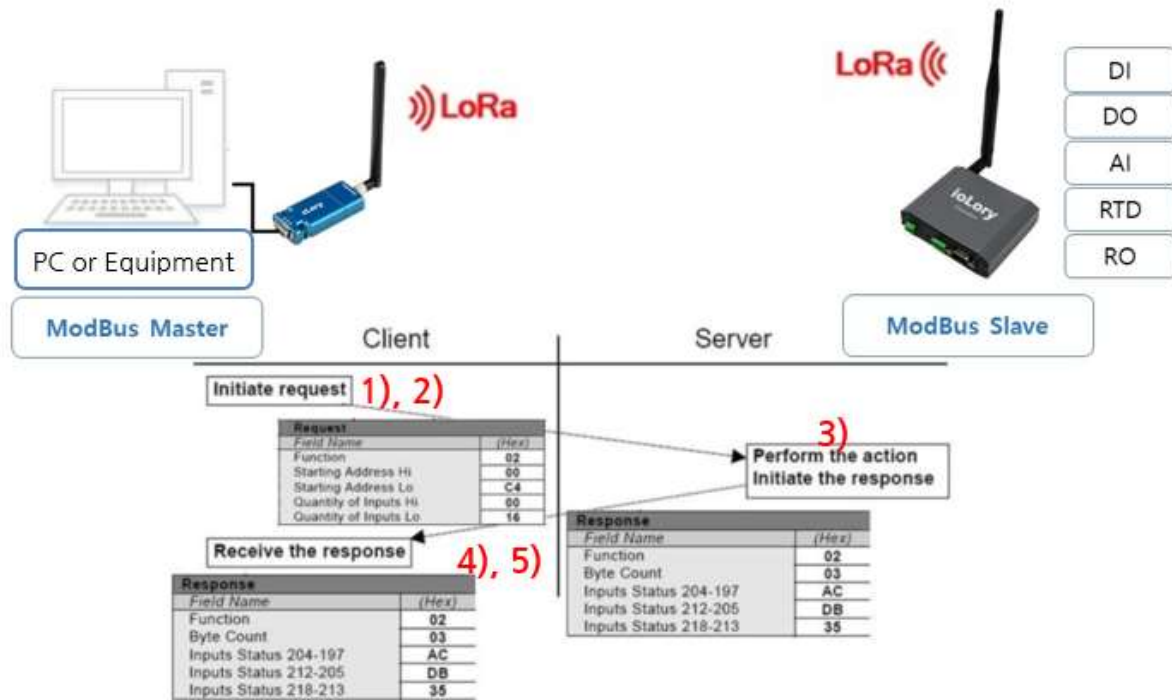 LoRa
LoRa
DI
DO
AI
RTD
RO
cLory
ioLory
PC or Equipment
ModBus Master
ModBus Slave
Client
Server
Initiate request
1), 2)
Request
Field Name (Hex)
Function 02
Starting Address Hi 00
Starting Address Lo C4
Quantity of Inputs Hi 00
Quantity of Inputs Lo 16
3)
Perform the action
Initiate the response
Receive the response
4), 5)
Response
Field Name (Hex)
Function 02
Byte Count 03
Inputs Status 204-197 AC
Inputs Status 212-205 DB
Inputs Status 218-213 35
Response
Field Name (Hex)
Function 02
Byte Count 03
Inputs Status 204-197 AC
Inputs Status 212-205 DB
Inputs Status 218-213 35